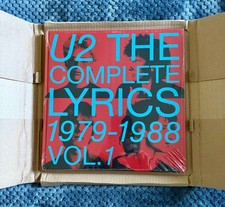 U2 THE
COMPLETE
LYRICS
1979-1988
VOL.1